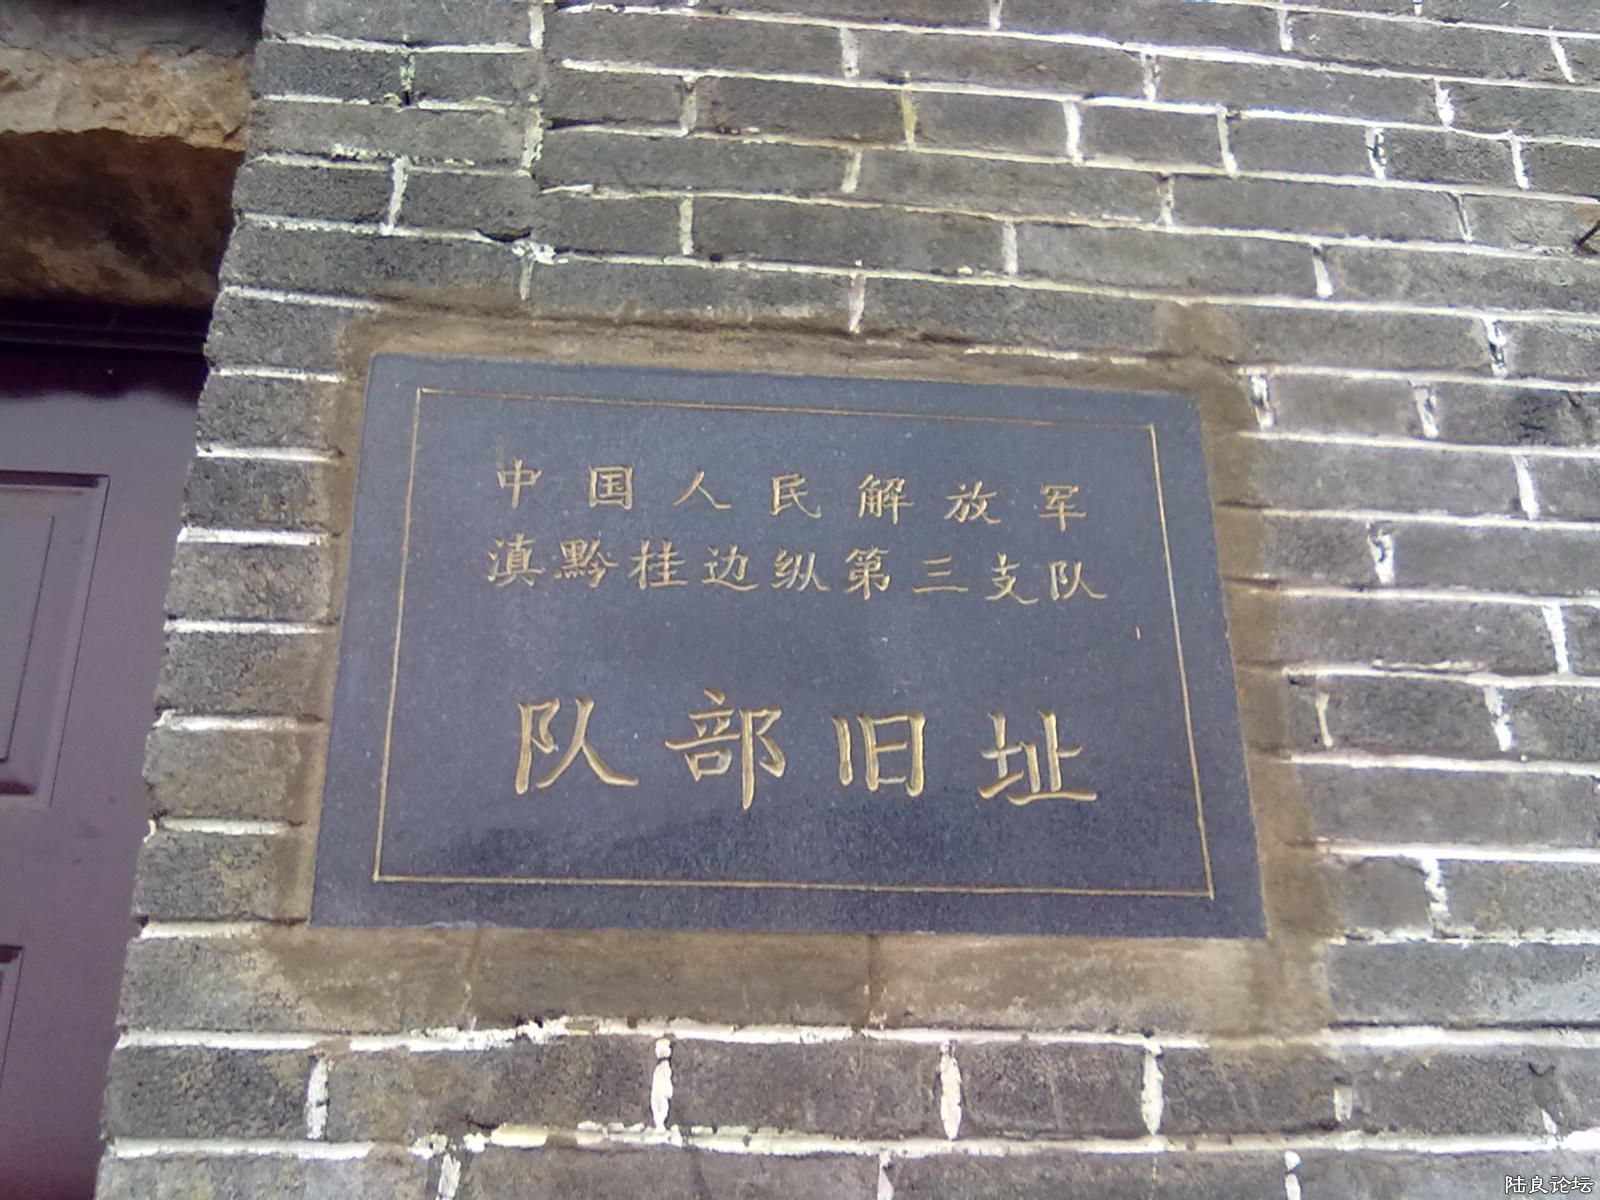 中国人民解放军
滇黔桂边纵第三支队
队部旧址
陆良论坛